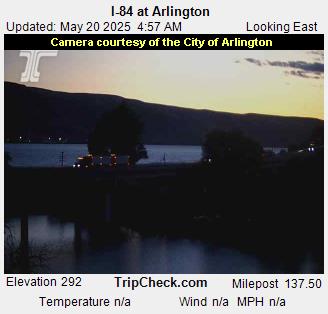 I-84 at Arlington
Updated: May 20 2025 4:57 AM Looking East
Camera courtesy of the City of Arlington
Elevation 292 TripCheck.com Milepost 137.50
Temperature n/a Wind n/a MPH n/a